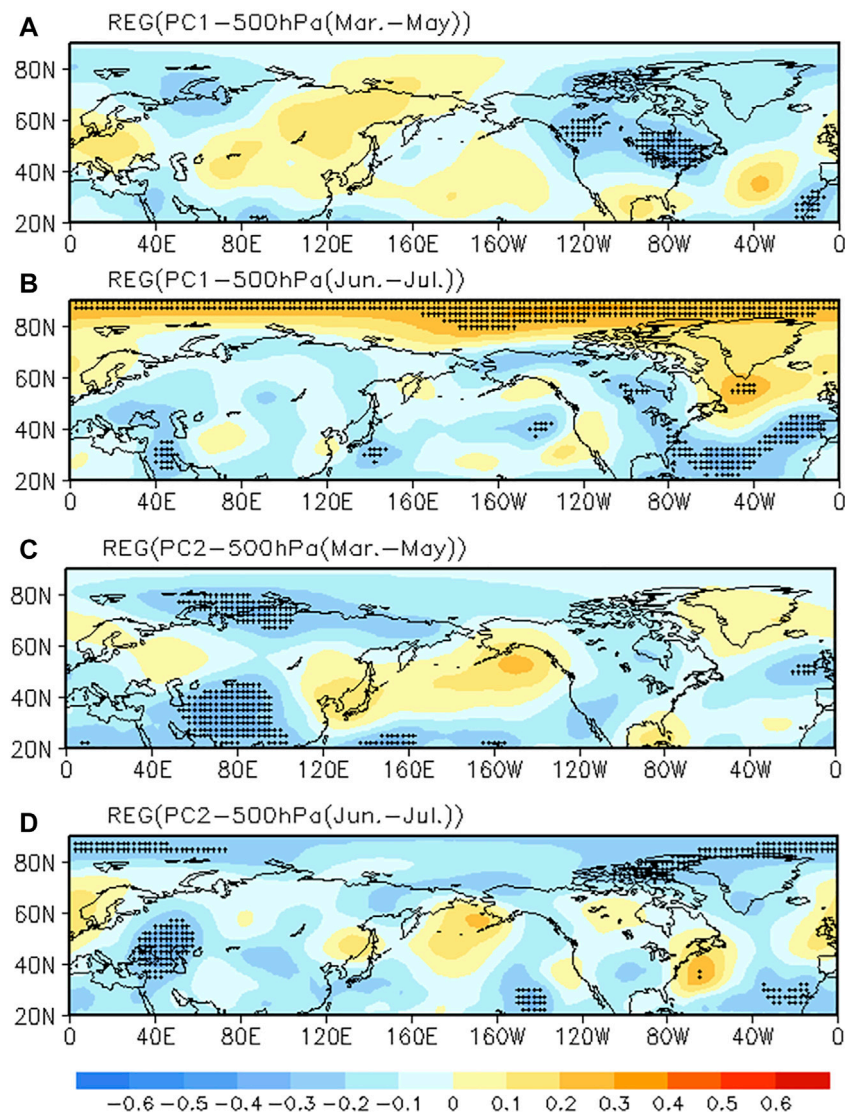 A REG(PC1-500hPa(Mar.-May))
80N
60N
40N
20N
0 40E 80E 120E 160E 160W 120W 80W 40W 0
B REG(PC1-500hPa(Jun.-Jul.))
80N
60N
40N
20N
0 40E 80E 120E 160E 160W 120W 80W 40W 0
C REG(PC2-500hPa(Mar.-May))
80N
60N
40N
20N
0 40E 80E 120E 160E 160W 120W 80W 40W 0
D REG(PC2-500hPa(Jun.-Jul.))
80N
60N
40N
20N
0 40E 80E 120E 160E 160W 120W 80W 40W 0
-0.6 -0.5 -0.4 -0.3 -0.2 -0.1 0 0.1 0.2 0.3 0.4 0.5 0.6